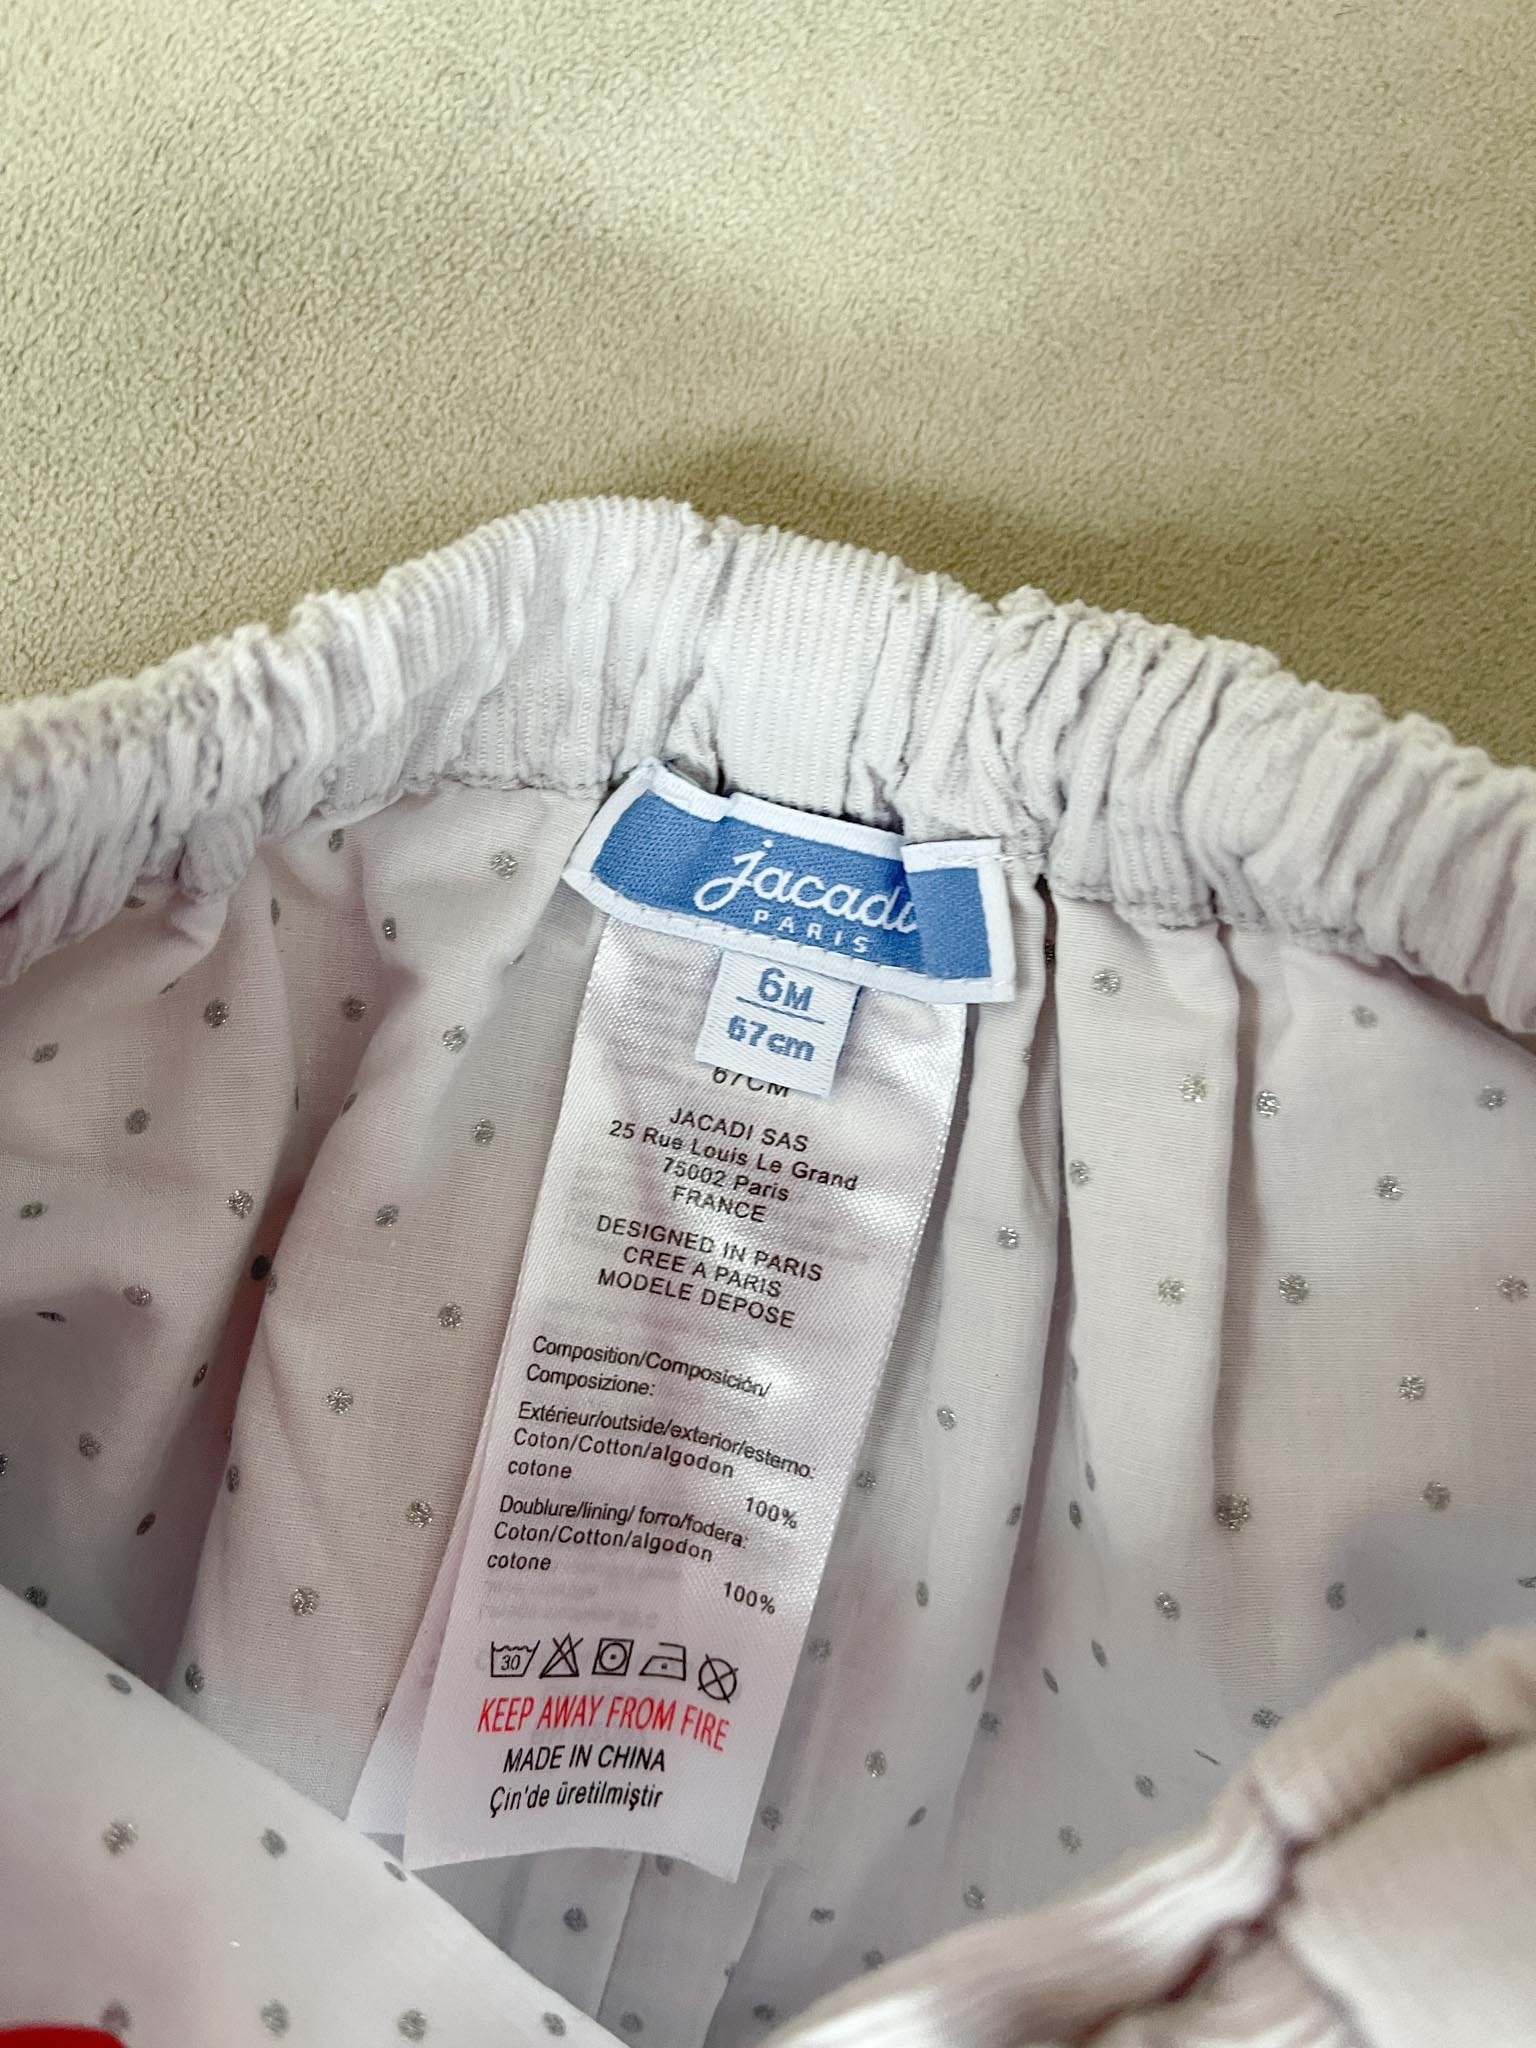 jacadi
PARIS
6M
67cm
67CM
JACADI SAS
25 Rue Louis Le Grand
75002 Paris
FRANCE
DESIGNED IN PARIS
CREE A PARIS
MODELE DEPOSE
Composition/Composición/
Composizione:
Extérieur/outside/exterior/esterno:
Coton/Cotton/algodon
cotone
100%
Doublure/lining/ forro/fodera:
Coton/Cotton/algodon
cotone
100%
30
KEEP AWAY FROM FIRE
MADE IN CHINA
Çin'de üretilmiştir